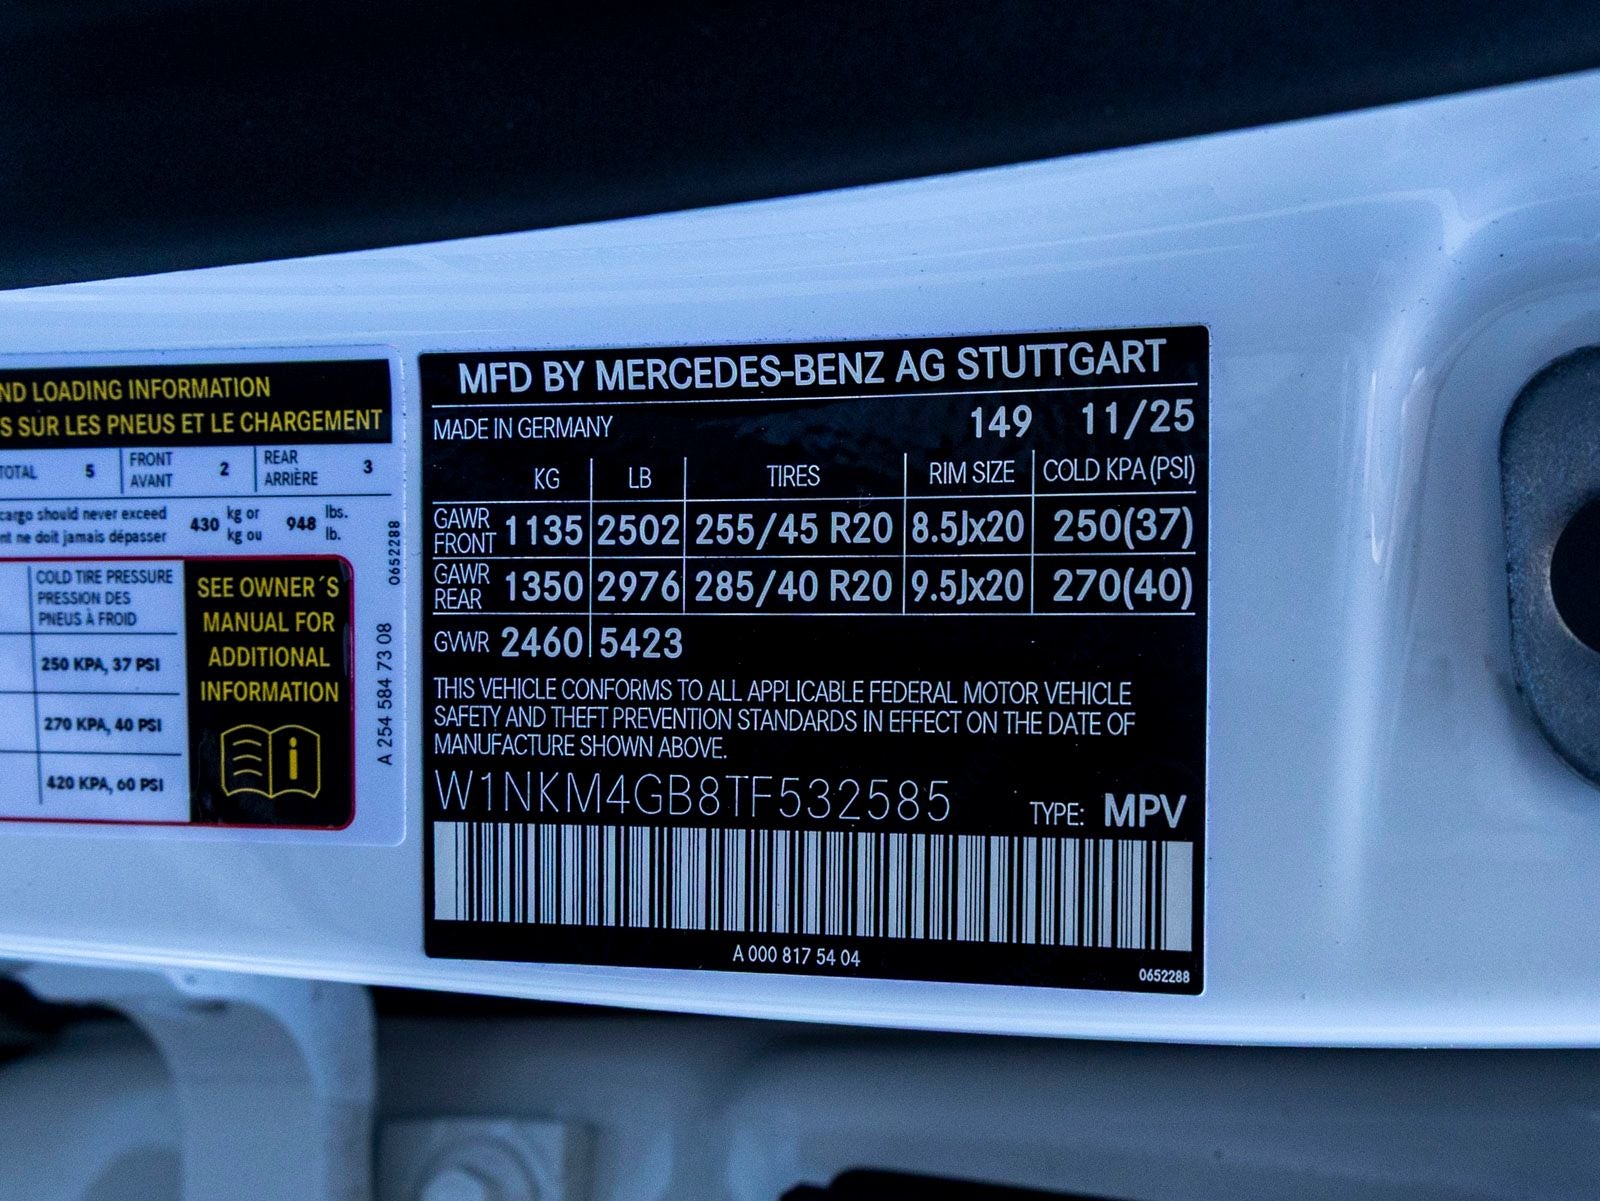 ND LOADING INFORMATION
S SUR LES PNEUS ET LE CHARGEMENT
TOTAL 5 FRONT AVANT 2 REAR ARRIÈRE 3
cargo should never exceed 430 kg or 948 lbs.
nt ne doit jamais dépasser kg ou lb.
COLD TIRE PRESSURE
PRESSION DES
PNEUS À FROID
250 KPA, 37 PSI
270 KPA, 40 PSI
420 KPA, 60 PSI
SEE OWNER´S
MANUAL FOR
ADDITIONAL
INFORMATION
i
0652288
A 254 584 73 08
MFD BY MERCEDES-BENZ AG STUTTGART
MADE IN GERMANY 149 11/25
KG LB TIRES RIM SIZE COLD KPA (PSI)
GAWR FRONT 1135 2502 255/45 R20 8.5Jx20 250(37)
GAWR REAR 1350 2976 285/40 R20 9.5Jx20 270(40)
GVWR 2460 5423
THIS VEHICLE CONFORMS TO ALL APPLICABLE FEDERAL MOTOR VEHICLE
SAFETY AND THEFT PREVENTION STANDARDS IN EFFECT ON THE DATE OF
MANUFACTURE SHOWN ABOVE.
W1NKM4GB8TF532585 TYPE: MPV
A 000 817 54 04
0652288